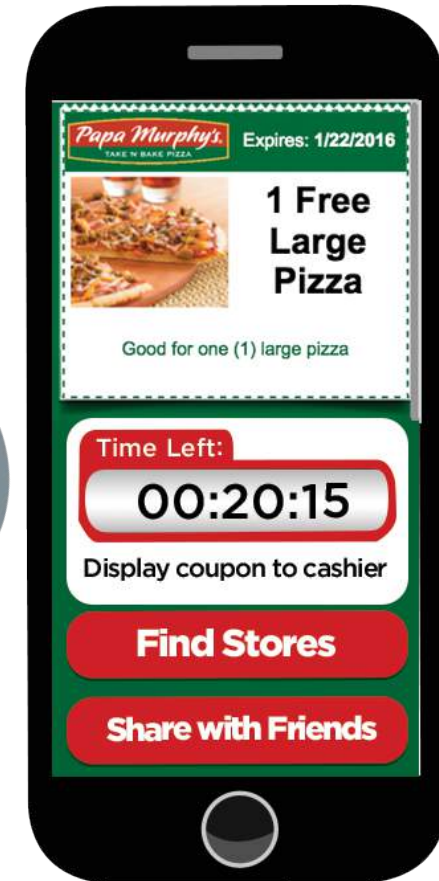 Papa Murphy's.
TAKE 'N' BAKE PIZZA
Expires: 1/22/2016
1 Free
Large
Pizza
Good for one (1) large pizza
Time Left:
00:20:15
Display coupon to cashier
Find Stores
Share with Friends